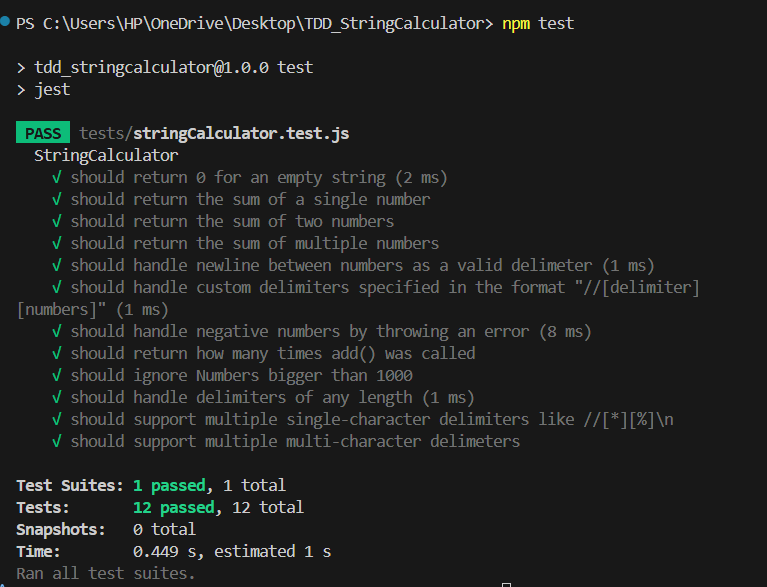 PS C:\Users\HP\OneDrive\Desktop\TDD_StringCalculator> npm test
> tdd_stringcalculator@1.0.0 test
> jest
PASS tests/stringCalculator.test.js
StringCalculator
√ should return 0 for an empty string (2 ms)
√ should return the sum of a single number
√ should return the sum of two numbers
√ should return the sum of multiple numbers
√ should handle newline between numbers as a valid delimeter (1 ms)
√ should handle custom delimiters specified in the format "//[delimiter]
[numbers]" (1 ms)
√ should handle negative numbers by throwing an error (8 ms)
√ should return how many times add() was called
√ should ignore Numbers bigger than 1000
√ should handle delimiters of any length (1 ms)
√ should support multiple single-character delimiters like //[*][%]\n
√ should support multiple multi-character delimeters
Test Suites: 1 passed, 1 total
Tests: 12 passed, 12 total
Snapshots: 0 total
Time: 0.449 s, estimated 1 s
Ran all test suites.